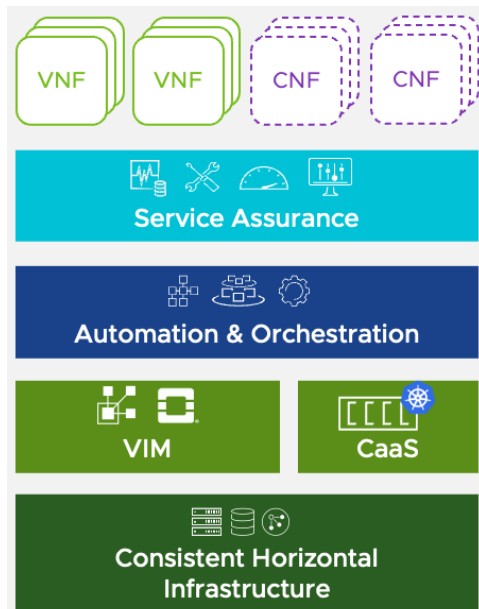 VNF VNF CNF CNF
Service Assurance
Automation & Orchestration
VIM CaaS
Consistent Horizontal
Infrastructure